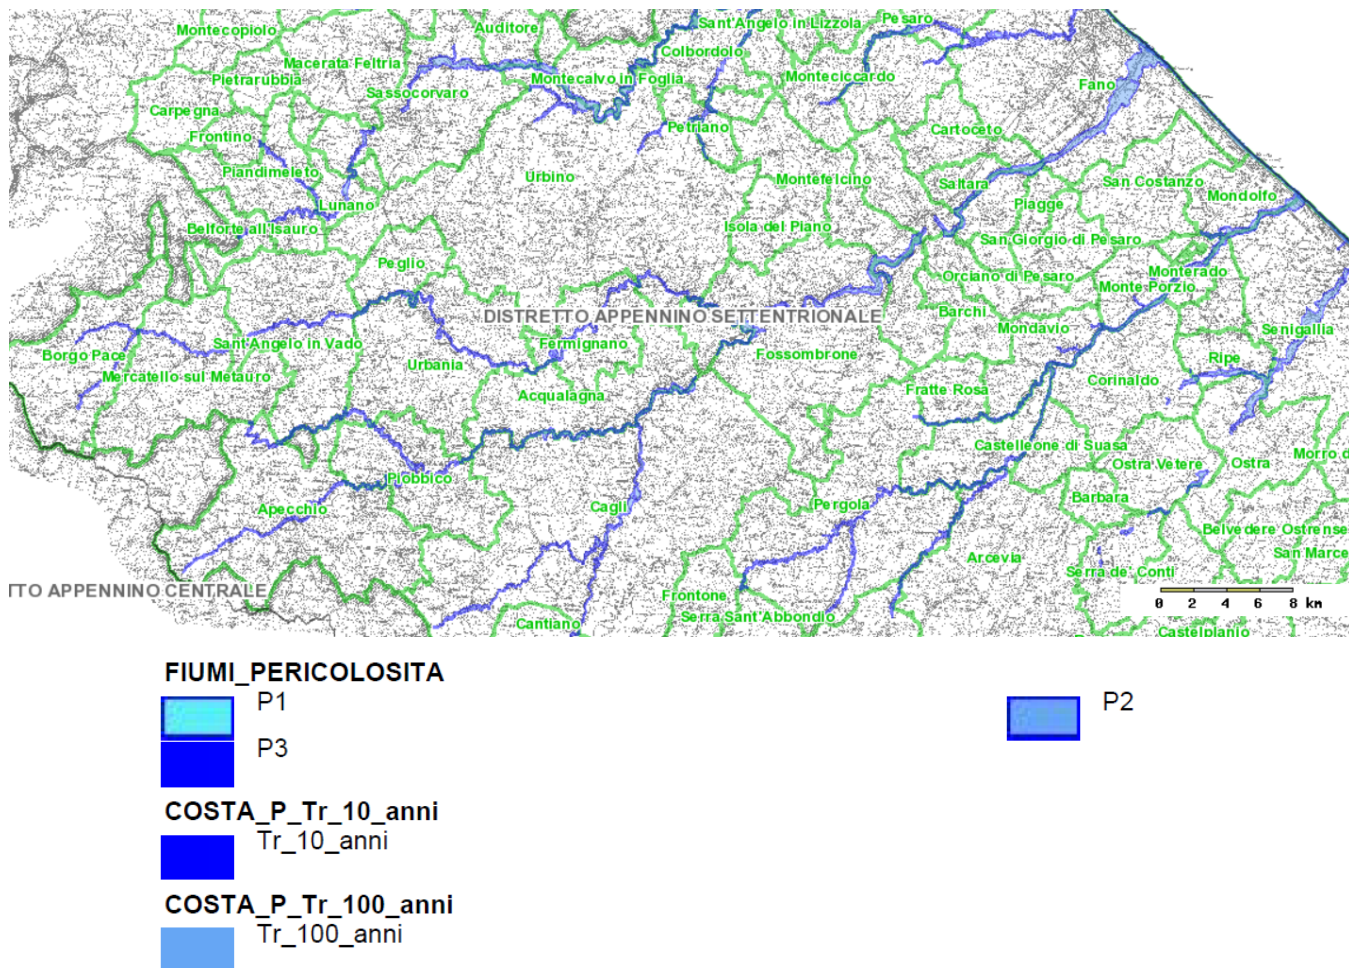 Sant'Angelo in Lizzola
Pesaro
Montecopiolo
Auditore
Colbordolo
Macerata Feltria
Pietrarubbia
Montecalvo in Foglia
Monteciccardo
Fano
Sassocorvaro
Carpegna
Frontino
Petriano
Cartoceto
Piandimeleto
Urbino
Montefelcino
Saltara
San Costanzo
Mondolfo
Lunano
Piagge
Belforte all'Isauro
Isola del Piano
San Giorgio di Pesaro
Peglio
Orciano di Pesaro
Monterado
Monte Porzio
DISTRETTO APPENNINO SETTENTRIONALE
Barchi
Mondavio
Senigallia
Borgo Pace
Sant'Angelo in Vado
Fermignano
Fossombrone
Ripe
Mercatello sul Metauro
Urbania
Acqualagna
Fratte Rosa
Corinaldo
Castelleone di Suasa
Ostra Vetere
Ostra
Morro d
Piobbico
Apecchio
Cagli
Pergola
Barbara
Belvedere Ostrense
San Marce
Arcevia
Serra de' Conti
TTO APPENNINO CENTRALE
Frontone
Serra Sant'Abbondio
Cantiano
0 2 4 6 8 km
Castelplanio
FIUMI_PERICOLOSITA
P1
P2
P3
COSTA_P_Tr_10_anni
Tr_10_anni
COSTA_P_Tr_100_anni
Tr_100_anni